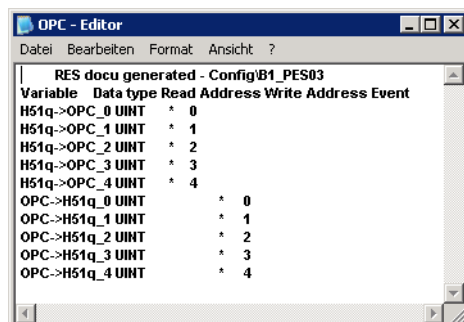 OPC - Editor
Datei Bearbeiten Format Ansicht ?
RES docu generated - Config\B1_PES03
Variable Data type Read Address Write Address Event
H51q->OPC_0 UINT * 0
H51q->OPC_1 UINT * 1
H51q->OPC_2 UINT * 2
H51q->OPC_3 UINT * 3
H51q->OPC_4 UINT * 4
OPC->H51q_0 UINT * 0
OPC->H51q_1 UINT * 1
OPC->H51q_2 UINT * 2
OPC->H51q_3 UINT * 3
OPC->H51q_4 UINT * 4